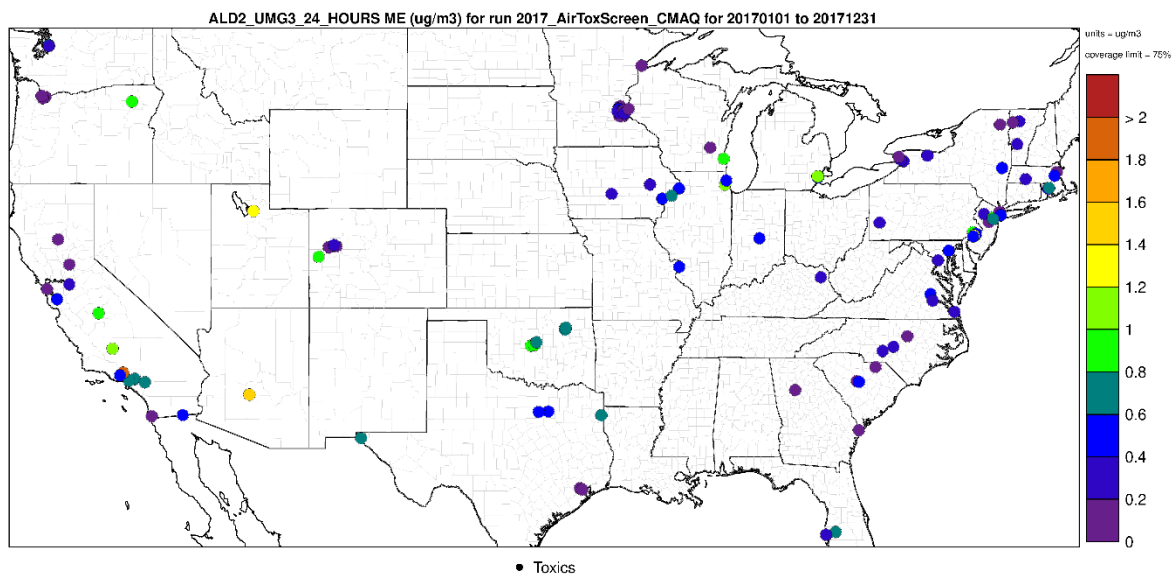 ALD2_UMG3_24_HOURS ME (ug/m3) for run 2017_AirToxScreen_CMAQ for 20170101 to 20171231
units = ug/m3
coverage limit = 75%
> 2
1.8
1.6
1.4
1.2
1
0.8
0.6
0.4
0.2
0
Toxics